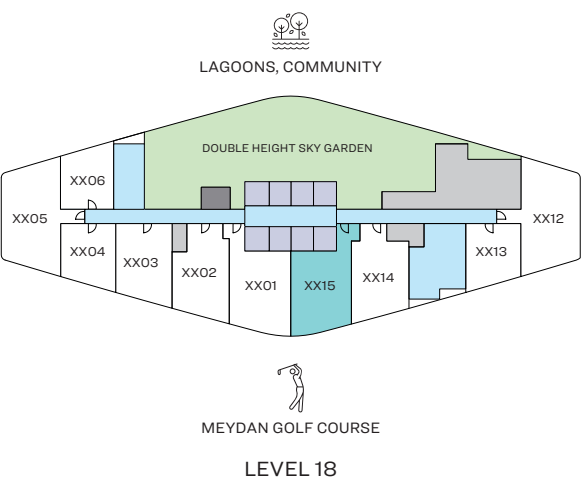 LAGOONS, COMMUNITY
DOUBLE HEIGHT SKY GARDEN
XX06
XX05
XX12
XX04
XX03
XX02
XX01
XX15
XX14
XX13
MEYDAN GOLF COURSE
LEVEL 18